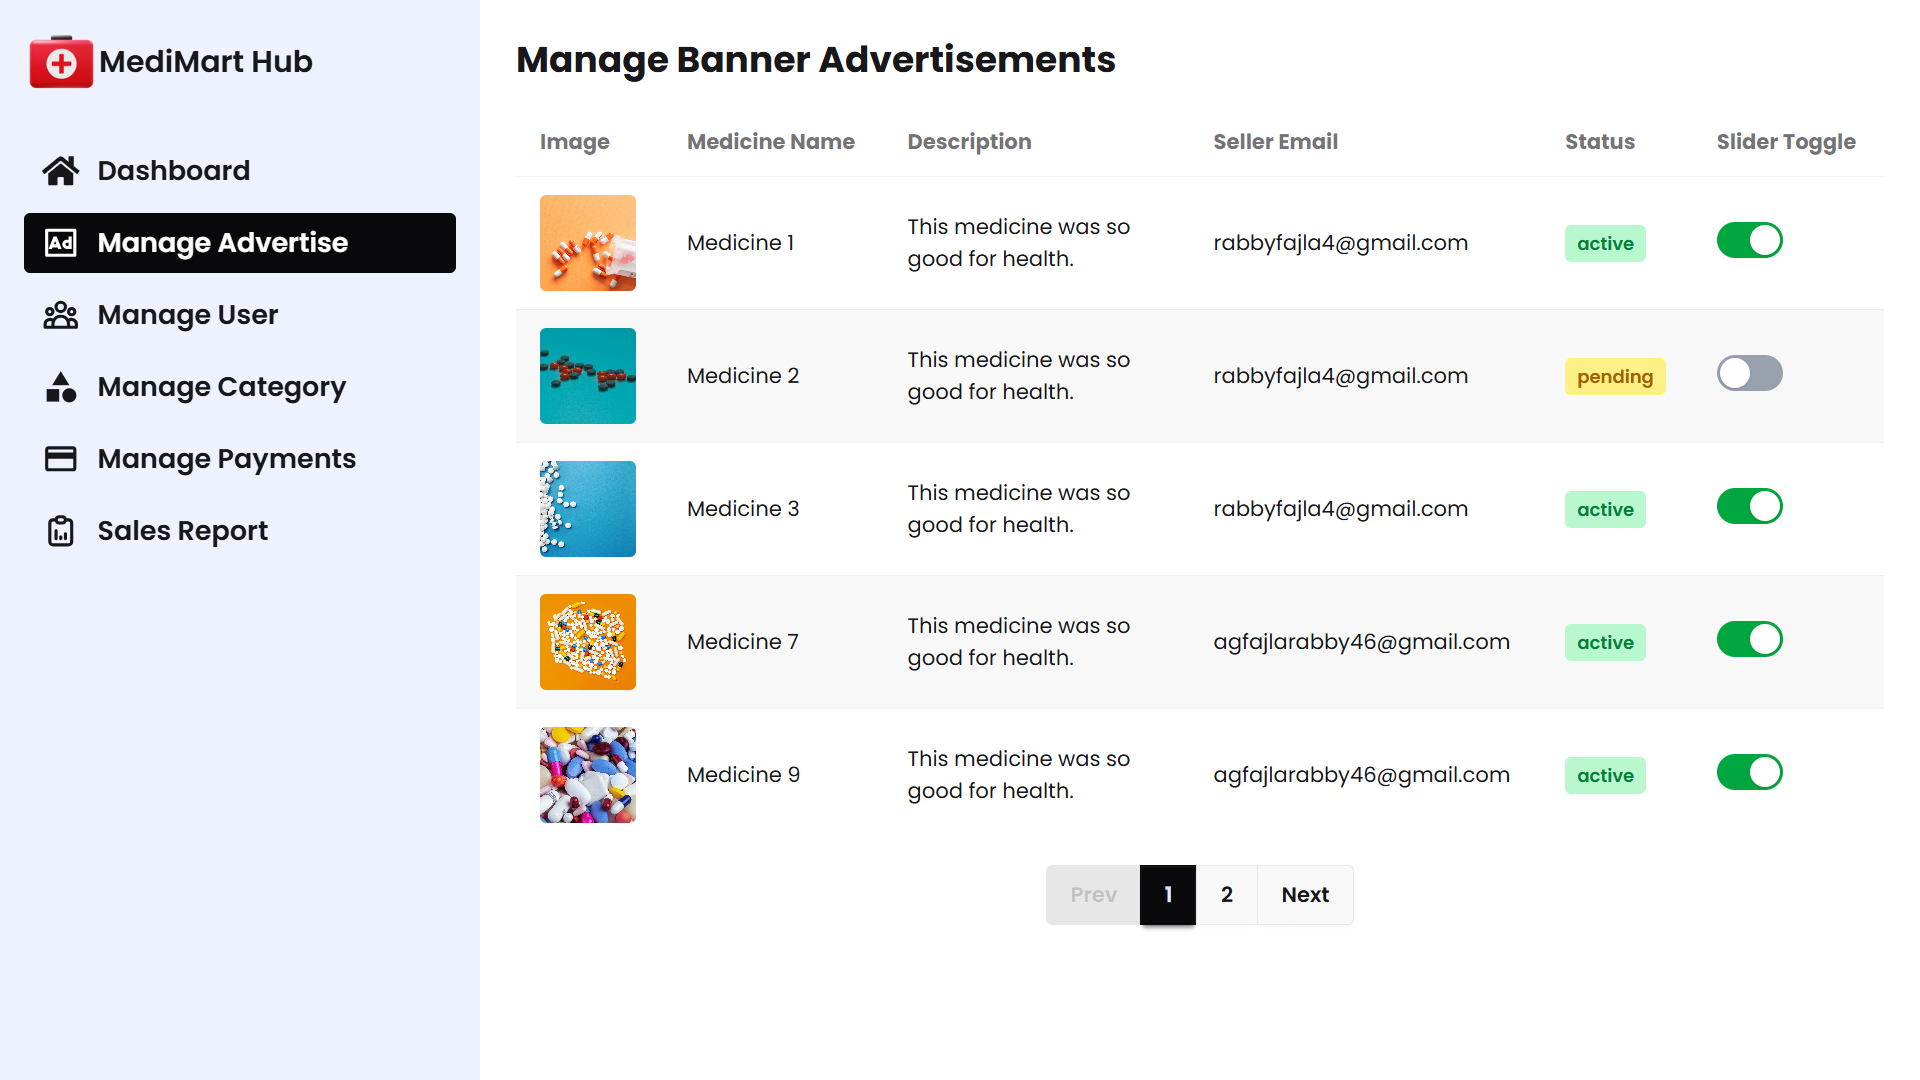 MediMart Hub
Dashboard
Ad
Manage Advertise
Manage User
Manage Category
Manage Payments
Sales Report
Manage Banner Advertisements
Image Medicine Name Description Seller Email Status Slider Toggle
Medicine 1
This medicine was so
good for health.
rabbyfajla4@gmail.com
active
Medicine 2
This medicine was so
good for health.
rabbyfajla4@gmail.com
pending
Medicine 3
This medicine was so
good for health.
rabbyfajla4@gmail.com
active
Medicine 7
This medicine was so
good for health.
agfajlarabby46@gmail.com
active
Medicine 9
This medicine was so
good for health.
agfajlarabby46@gmail.com
active
Prev 1 2 Next